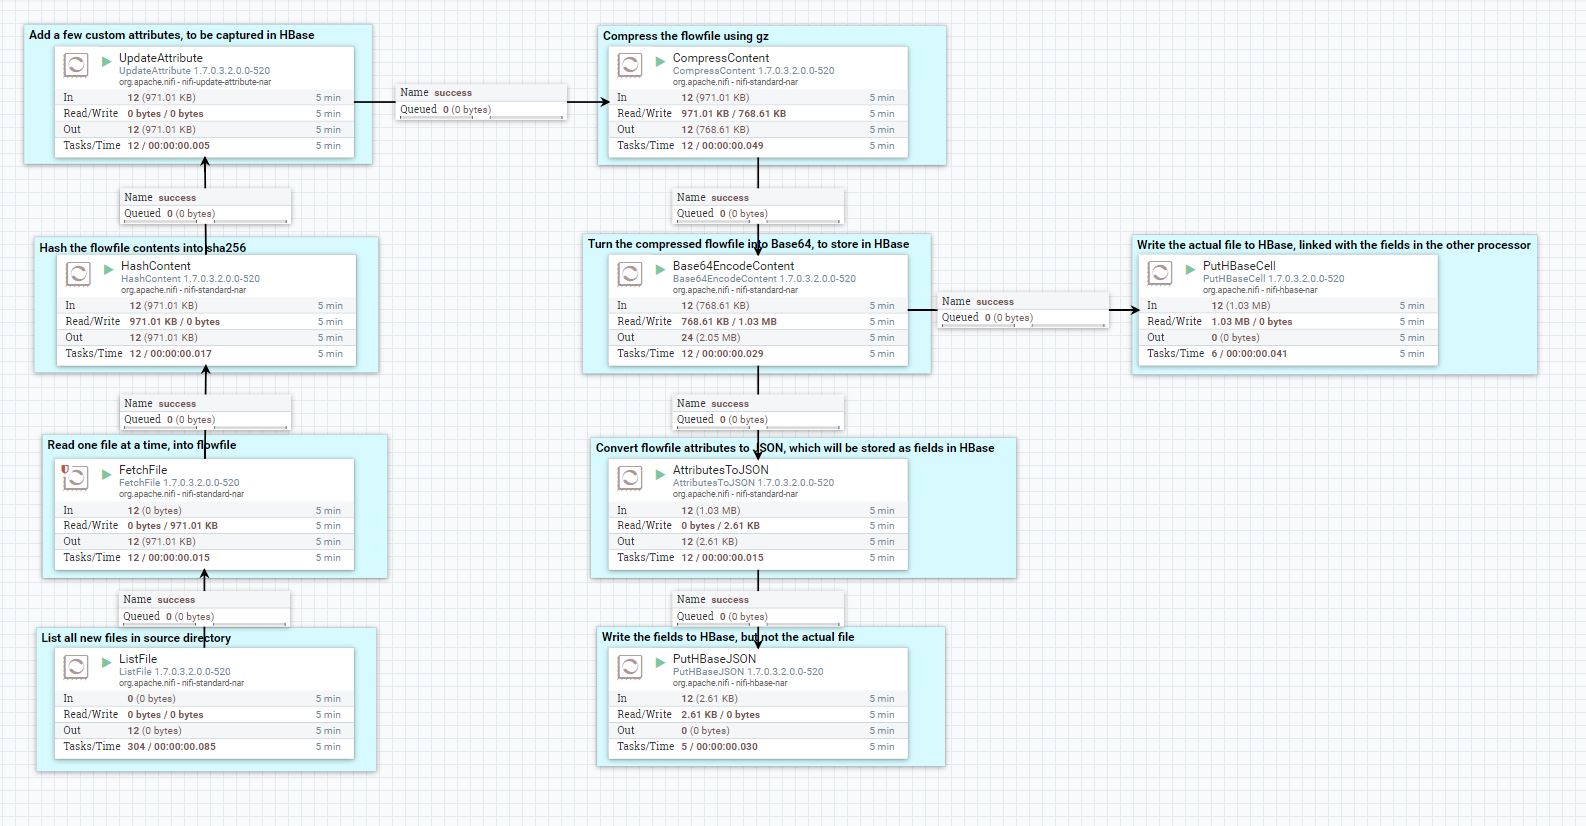 Add a few custom attributes, to be captured in HBase
UpdateAttribute
UpdateAttribute 1.7.0.3.2.0.0-520
org.apache.nifi - nifi-update-attribute-nar
In 12 (971.01 KB) 5 min
Read/Write 0 bytes / 0 bytes 5 min
Out 12 (971.01 KB) 5 min
Tasks/Time 12 / 00:00:00.005 5 min
Name success
Queued 0 (0 bytes)
Compress the flowfile using gz
CompressContent
CompressContent 1.7.0.3.2.0.0-520
org.apache.nifi - nifi-standard-nar
In 12 (971.01 KB) 5 min
Read/Write 971.01 KB / 768.61 KB 5 min
Out 12 (768.61 KB) 5 min
Tasks/Time 12 / 00:00:00.049 5 min
Name success
Queued 0 (0 bytes)
Name success
Queued 0 (0 bytes)
Hash the flowfile contents into sha256
HashContent
HashContent 1.7.0.3.2.0.0-520
org.apache.nifi - nifi-standard-nar
In 12 (971.01 KB) 5 min
Read/Write 971.01 KB / 0 bytes 5 min
Out 12 (971.01 KB) 5 min
Tasks/Time 12 / 00:00:00.017 5 min
Turn the compressed flowfile into Base64, to store in HBase
Base64EncodeContent
Base64EncodeContent 1.7.0.3.2.0.0-520
org.apache.nifi - nifi-standard-nar
In 12 (768.61 KB) 5 min
Read/Write 768.61 KB / 1.03 MB 5 min
Out 24 (2.05 MB) 5 min
Tasks/Time 12 / 00:00:00.029 5 min
Name success
Queued 0 (0 bytes)
Write the actual file to HBase, linked with the fields in the other processor
PutHBaseCell
PutHBaseCell 1.7.0.3.2.0.0-520
org.apache.nifi - nifi-hbase-nar
In 12 (1.03 MB) 5 min
Read/Write 1.03 MB / 0 bytes 5 min
Out 0 (0 bytes) 5 min
Tasks/Time 6 / 00:00:00.041 5 min
Name success
Queued 0 (0 bytes)
Name success
Queued 0 (0 bytes)
Read one file at a time, into flowfile
FetchFile
FetchFile 1.7.0.3.2.0.0-520
org.apache.nifi - nifi-standard-nar
In 12 (0 bytes) 5 min
Read/Write 0 bytes / 971.01 KB 5 min
Out 12 (971.01 KB) 5 min
Tasks/Time 12 / 00:00:00.015 5 min
Convert flowfile attributes to JSON, which will be stored as fields in HBase
AttributesToJSON
AttributesToJSON 1.7.0.3.2.0.0-520
org.apache.nifi - nifi-standard-nar
In 12 (1.03 MB) 5 min
Read/Write 0 bytes / 2.61 KB 5 min
Out 12 (2.61 KB) 5 min
Tasks/Time 12 / 00:00:00.015 5 min
Name success
Queued 0 (0 bytes)
Name success
Queued 0 (0 bytes)
List all new files in source directory
ListFile
ListFile 1.7.0.3.2.0.0-520
org.apache.nifi - nifi-standard-nar
In 0 (0 bytes) 5 min
Read/Write 0 bytes / 0 bytes 5 min
Out 12 (0 bytes) 5 min
Tasks/Time 304 / 00:00:00.085 5 min
Write the fields to HBase, but not the actual file
PutHBaseJSON
PutHBaseJSON 1.7.0.3.2.0.0-520
org.apache.nifi - nifi-hbase-nar
In 12 (2.61 KB) 5 min
Read/Write 2.61 KB / 0 bytes 5 min
Out 0 (0 bytes) 5 min
Tasks/Time 5 / 00:00:00.030 5 min